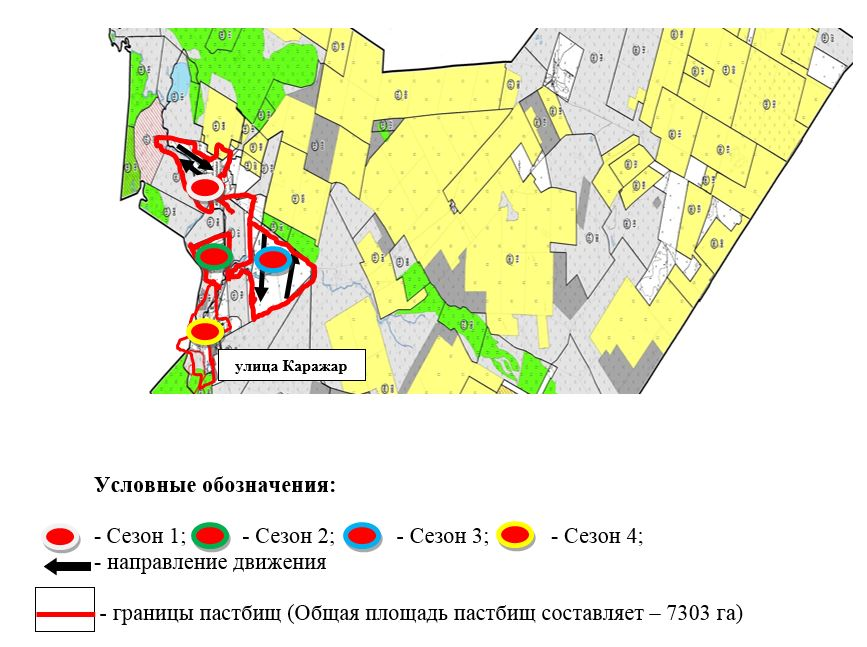 улица Каражар
Условные обозначения:
- Сезон 1; - Сезон 2; - Сезон 3; - Сезон 4;
- направление движения
- границы пастбищ (Общая площадь пастбищ составляет – 7303 га)